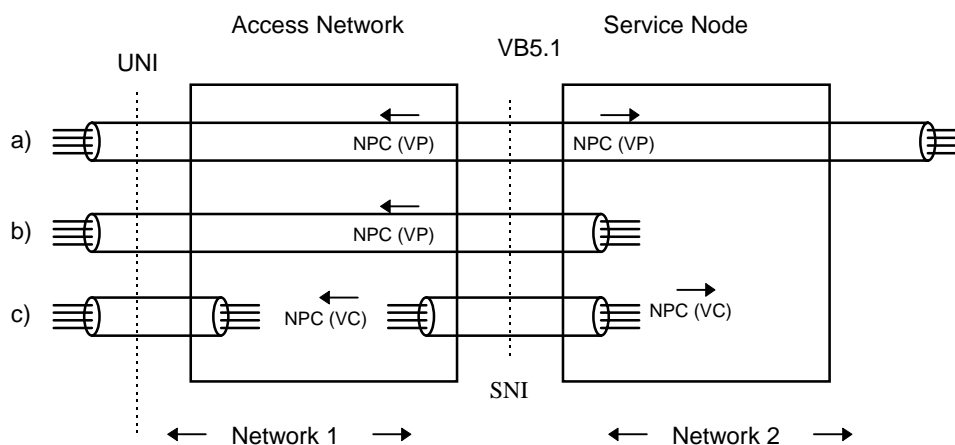 Access Network
Service Node
VB5.1
UNI
a)
NPC (VP)
NPC (VP)
b)
NPC (VP)
c)
NPC (VC)
NPC (VC)
SNI
Network 1
Network 2